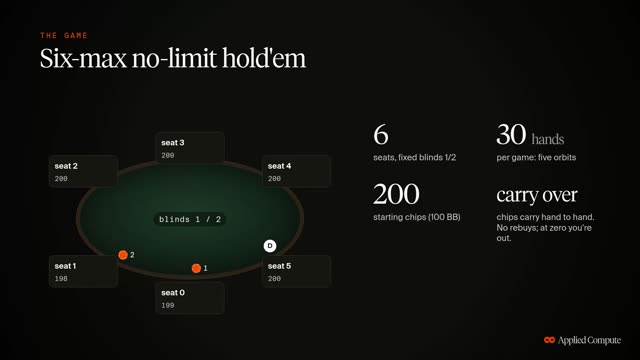 THE GAME
Six-max no-limit hold'em
seat 3
200
seat 2
200
seat 4
200
blinds 1 / 2
D
2
1
seat 1
198
seat 5
200
seat 0
199
6
seats, fixed blinds 1/2
30 hands
per game: five orbits
200
starting chips (100 BB)
carry over
chips carry hand to hand.
No rebuys; at zero you're
out.
Applied Compute